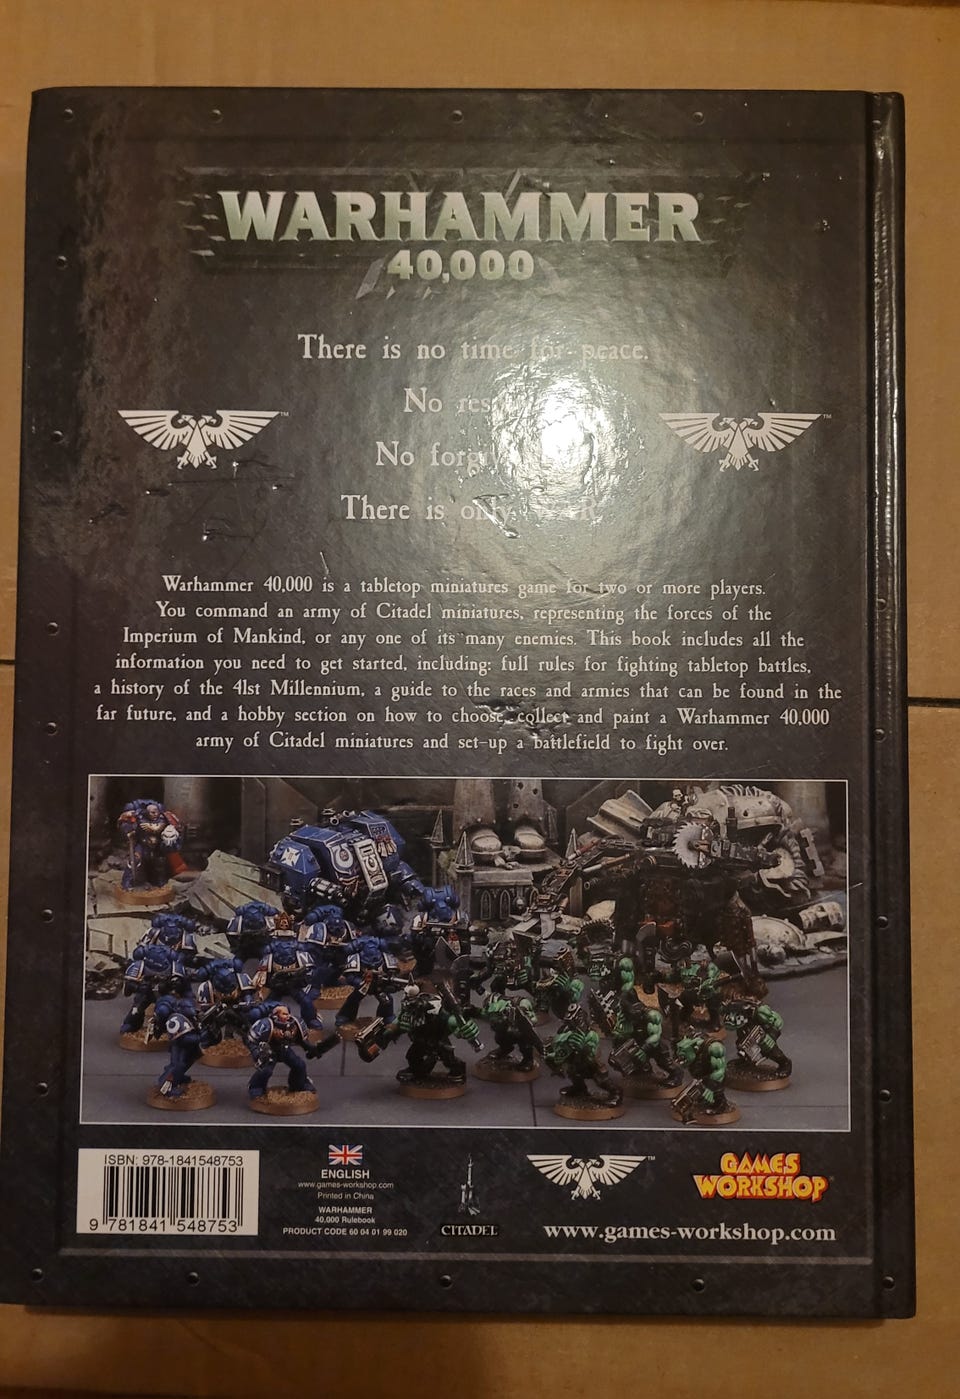 WARHAMMER
40,000
There is no time for peace.
No
No
There is only WAR
™
™
Warhammer 40,000 is a tabletop miniatures game for two or more players.
You command an army of Citadel miniatures, representing the forces of the
Imperium of Mankind, or any one of its many enemies. This book includes all the
information you need to get started, including: full rules for fighting tabletop battles,
a history of the 41st Millennium, a guide to the races and armies that can be found in the
far future, and a hobby section on how to choose, collect and paint a Warhammer 40,000
army of Citadel miniatures and set-up a battlefield to fight over.
ISBN: 978-1841548753
9 781841 548753
ENGLISH
www.games-workshop.com
Printed in China
WARHAMMER
40,000 Rulebook
PRODUCT CODE 60 04 01 99 020
CITADEL
™
GAMES
WORKSHOP
www.games-workshop.com